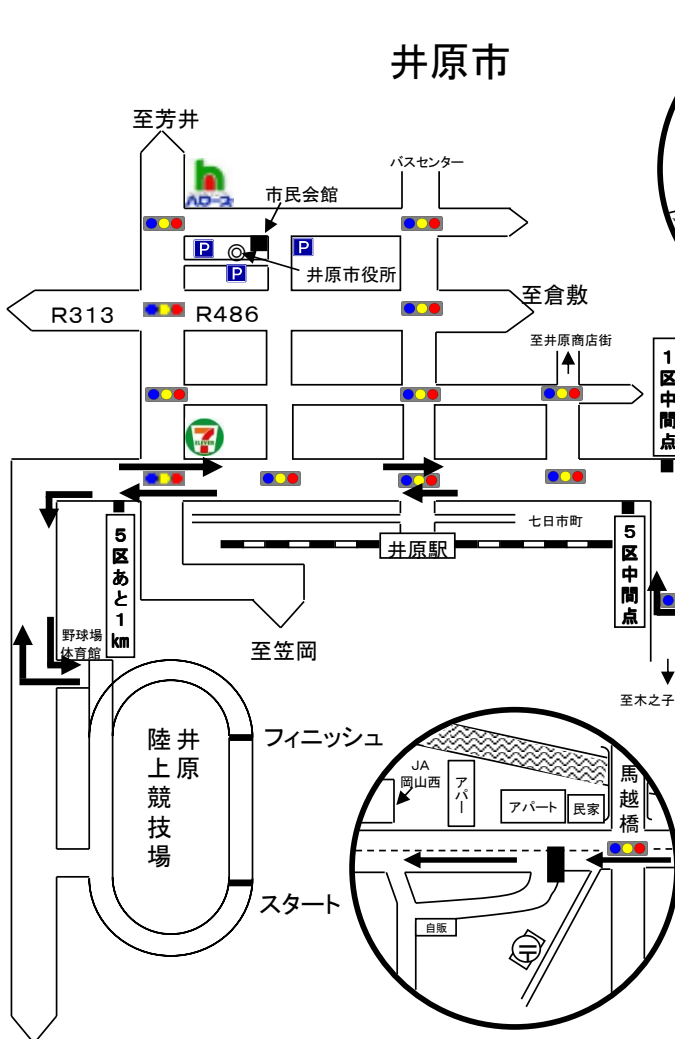 井原市
至芳井
バスセンター
ハローズ
市民会館
P
P
井原市役所
P
至倉敷
R313
R486
至井原商店街
1区中間点
7
ELEVEN
七日市町
井原駅
5区あと1km
5区中間点
野球場
体育館
至笠岡
至木之子
フィニッシュ
井原
陸上競技場
スタート
JA
岡山西
アパー
アパート
民家
馬越橋
自販
〒